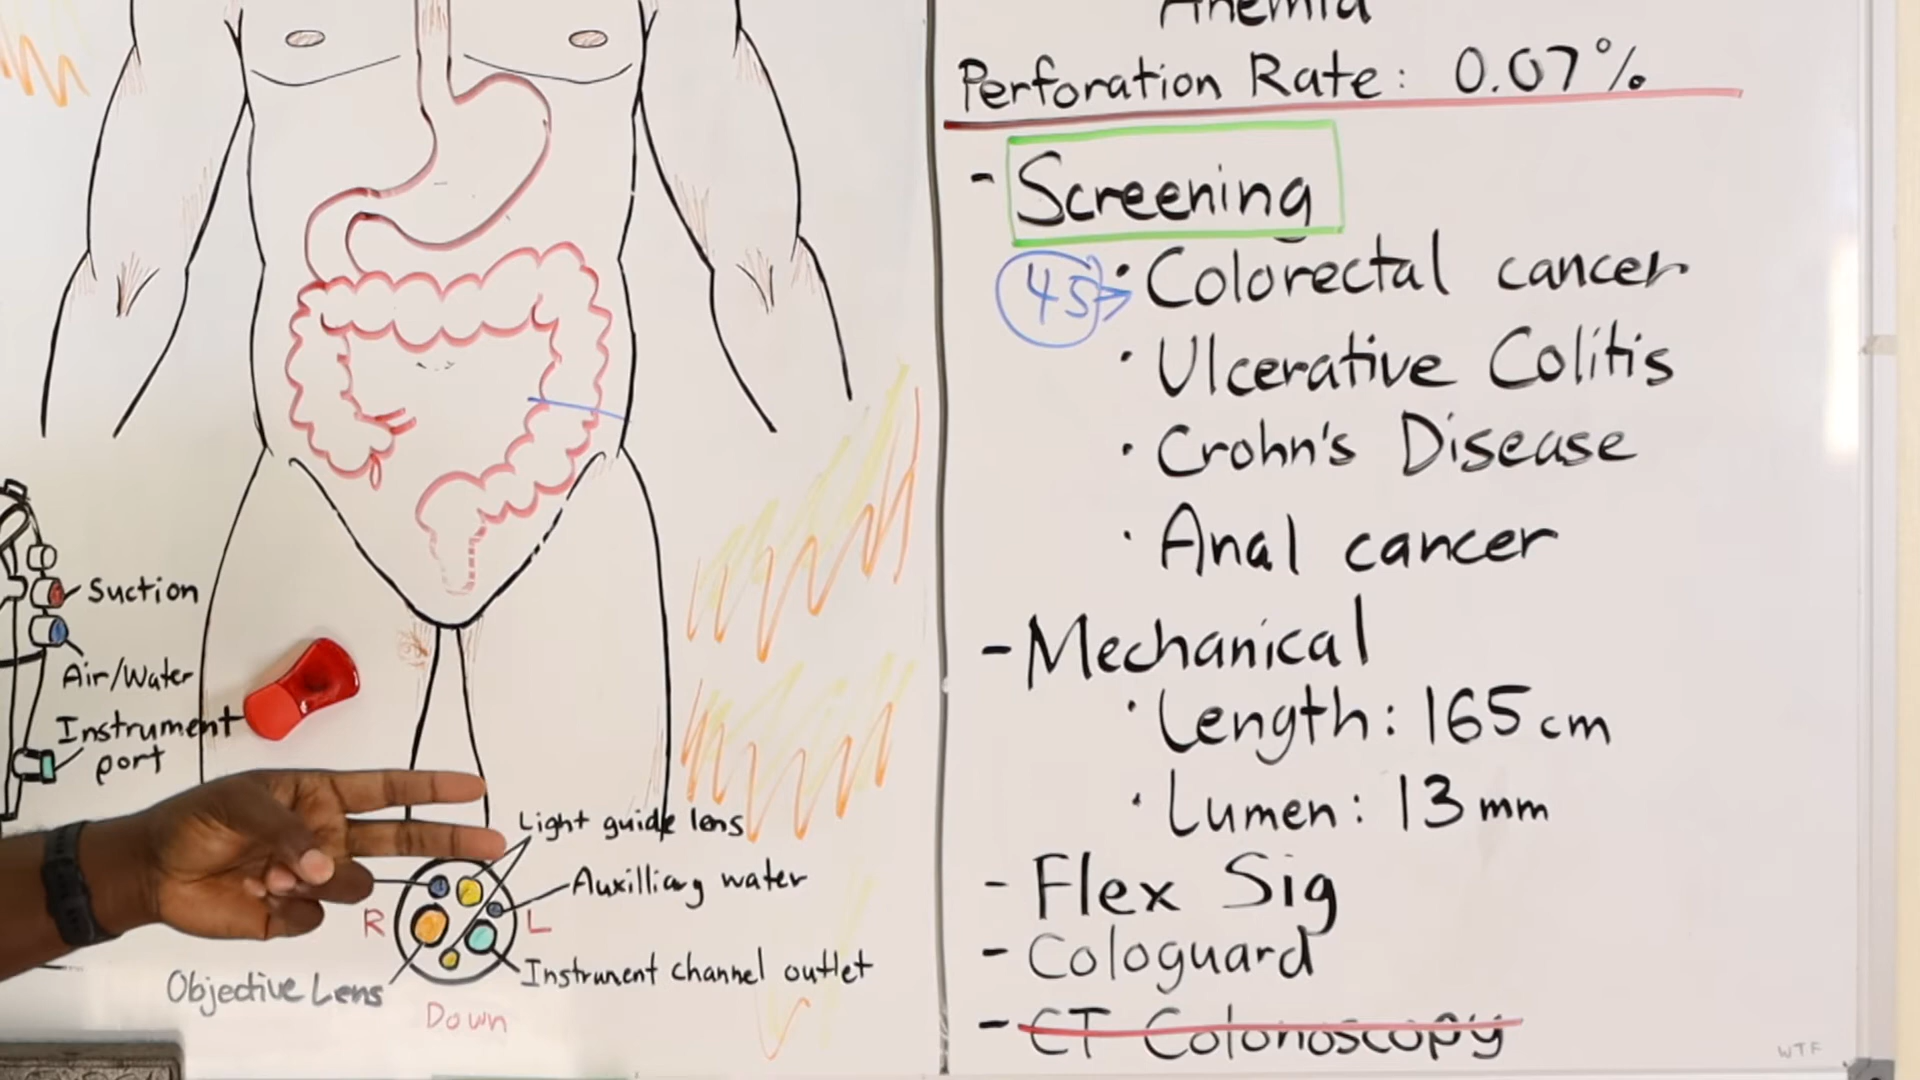 Suction
Air/Water
Instrument
port
Light guide lens
Auxilliary water
R
L
Instrument channel outlet
Objective Lens
Down
Anemia
Perforation Rate: 0.07%
- Screening
45
• Colorectal cancer
• Ulcerative Colitis
• Crohn's Disease
• Anal cancer
- Mechanical
• Length: 165 cm
• Lumen: 13 mm
- Flex Sig
- Cologuard
- CT Colonoscopy
WTF